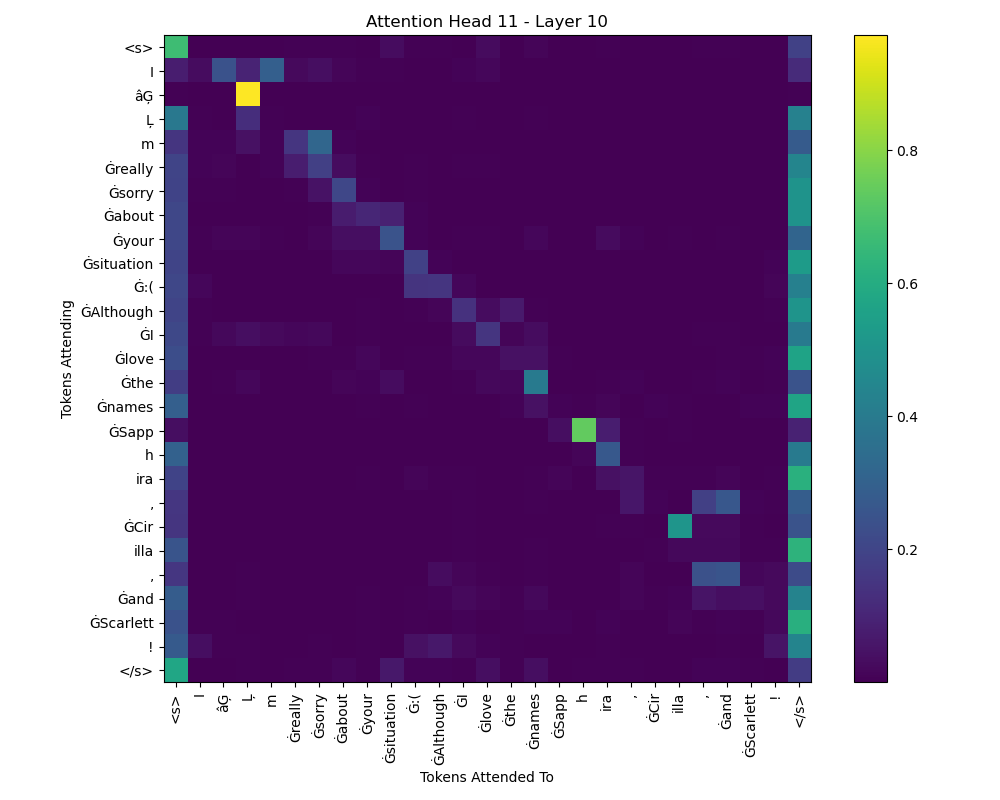 Attention Head 11 - Layer 10
Tokens Attending
<s>
I
âĢ
Ļ
m
Ġreally
Ġsorry
Ġabout
Ġyour
Ġsituation
Ġ:(
ĠAlthough
ĠI
Ġlove
Ġthe
Ġnames
ĠSapp
h
ira
,
ĠCir
illa
,
Ġand
ĠScarlett
!
</s>
<s>
I
âĢ
Ļ
m
Ġreally
Ġsorry
Ġabout
Ġyour
Ġsituation
Ġ:(
ĠAlthough
ĠI
Ġlove
Ġthe
Ġnames
ĠSapp
h
ira
,
ĠCir
illa
,
Ġand
ĠScarlett
!
</s>
Tokens Attended To
0.8
0.6
0.4
0.2